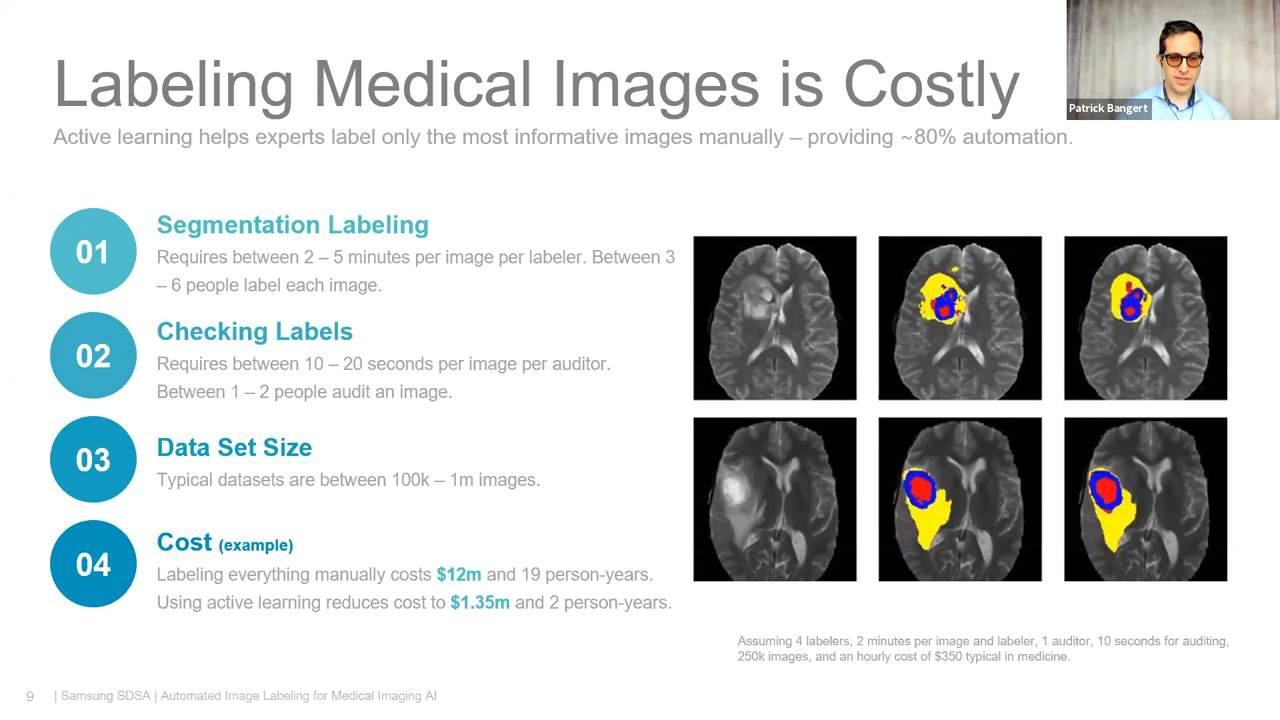 Labeling Medical Images is Costly
Patrick Bangert
Active learning helps experts label only the most informative images manually – providing ~80% automation.
01
Segmentation Labeling
Requires between 2 – 5 minutes per image per labeler. Between 3
– 6 people label each image.
02
Checking Labels
Requires between 10 – 20 seconds per image per auditor.
Between 1 – 2 people audit an image.
03
Data Set Size
Typical datasets are between 100k – 1m images.
04
Cost (example)
Labeling everything manually costs $12m and 19 person-years.
Using active learning reduces cost to $1.35m and 2 person-years.
Assuming 4 labelers, 2 minutes per image and labeler, 1 auditor, 10 seconds for auditing,
250k images, and an hourly cost of $350 typical in medicine.
9 | Samsung SDSA | Automated Image Labeling for Medical Imaging AI